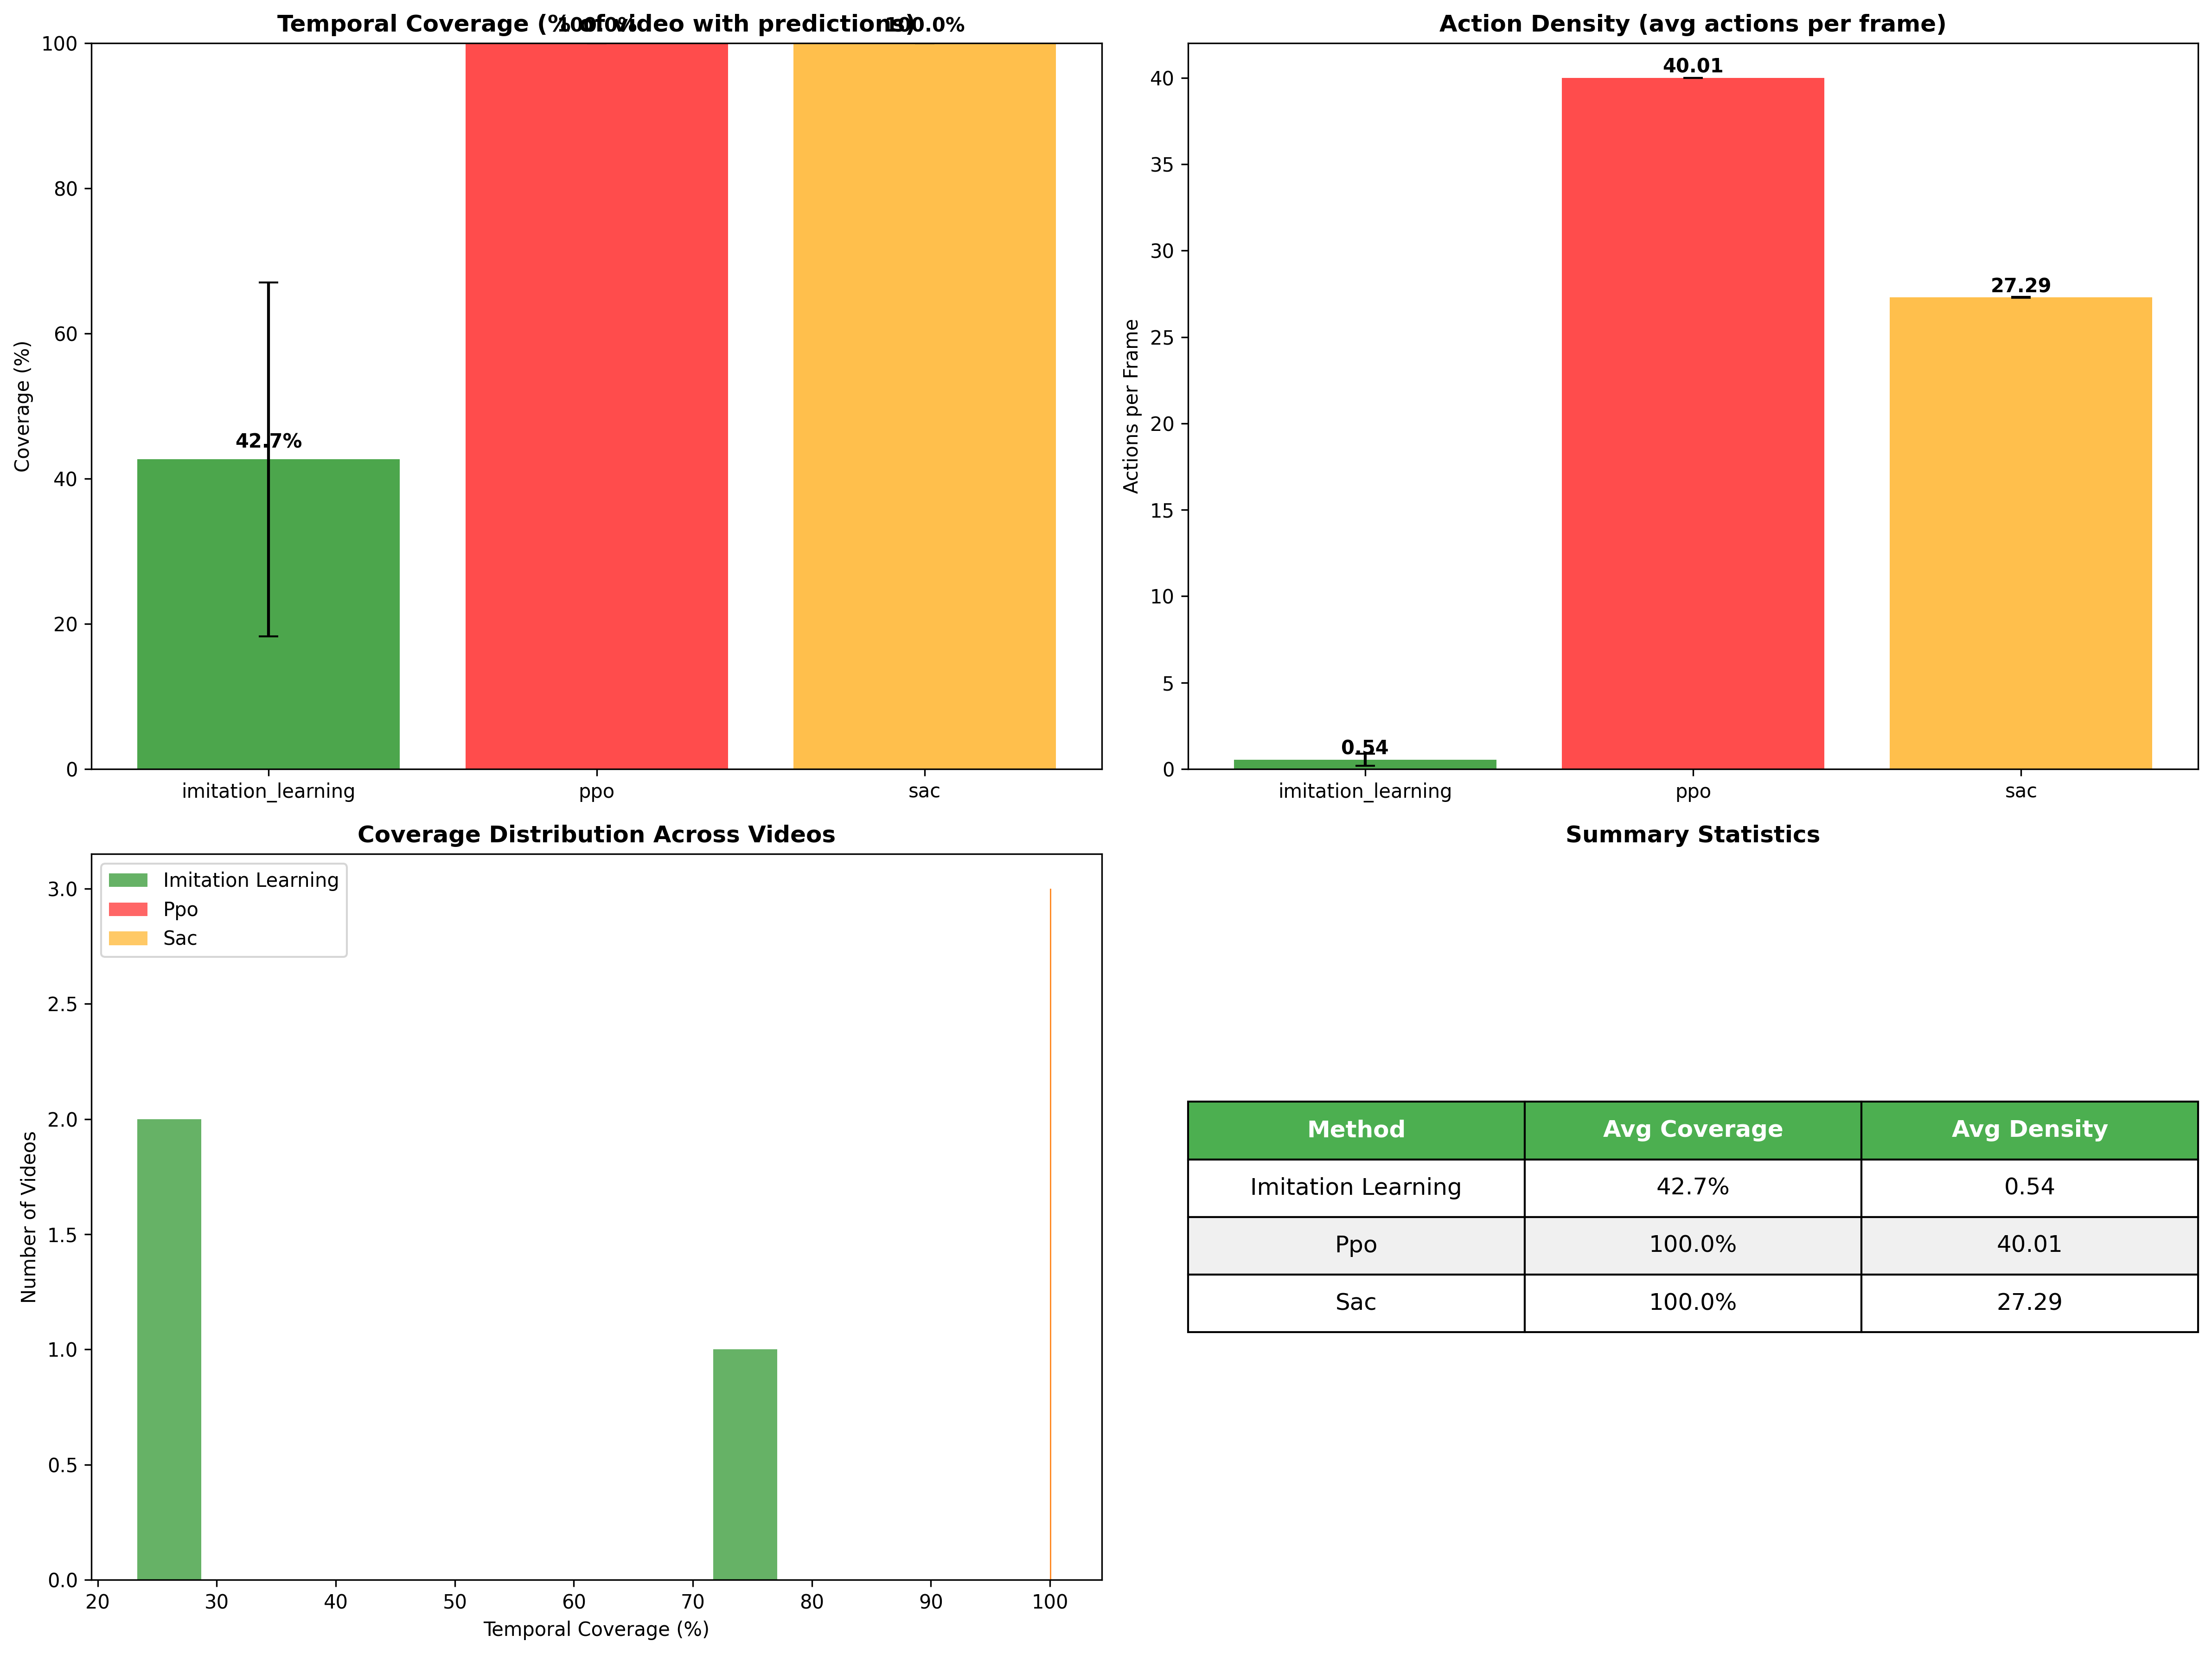 Temporal Coverage (% of video with predictions)
100.0%
100.0%
Coverage (%)
100
80
60
40
20
0
42.7%
imitation_learning
ppo
sac
Action Density (avg actions per frame)
Actions per Frame
40
35
30
25
20
15
10
5
0
40.01
27.29
0.54
imitation_learning
ppo
sac
Coverage Distribution Across Videos
Imitation Learning
Ppo
Sac
Number of Videos
3.0
2.5
2.0
1.5
1.0
0.5
0.0
20 30 40 50 60 70 80 90 100
Temporal Coverage (%)
Summary Statistics
Method Avg Coverage Avg Density
Imitation Learning 42.7% 0.54
Ppo 100.0% 40.01
Sac 100.0% 27.29